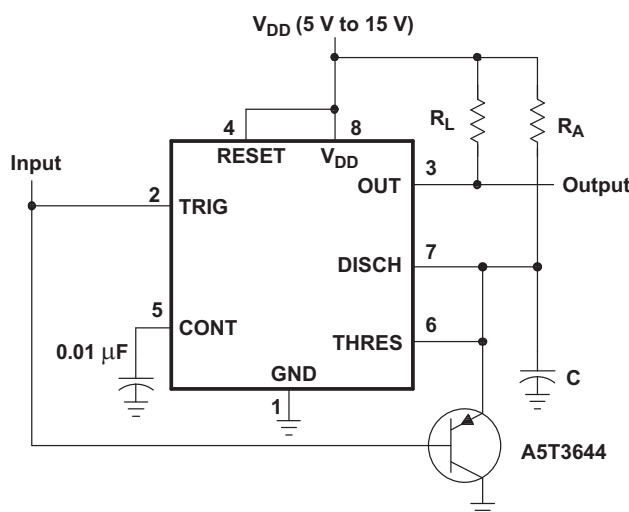 V_DD (5 V to 15 V)
4
8
RESET
V_DD
R_L
R_A
Input
3
OUT
Output
2
TRIG
7
DISCH
5
CONT
6
THRES
0.01 μF
GND
1
C
A5T3644